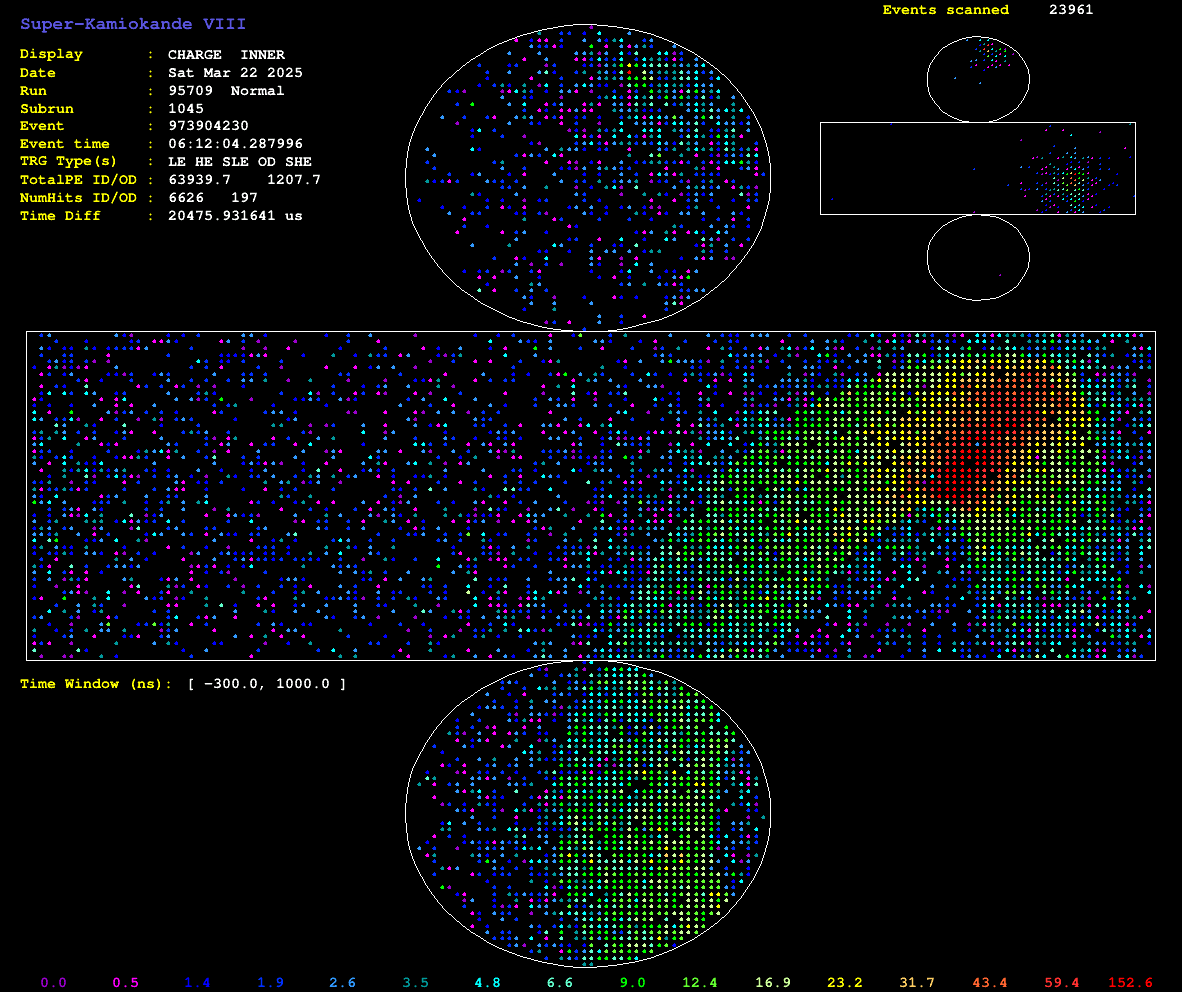 Super-Kamiokande VIII
Events scanned 23961
Display : CHARGE INNER
Date : Sat Mar 22 2025
Run : 95709 Normal
Subrun : 1045
Event : 973904230
Event time : 06:12:04.287996
TRG Type(s) : LE HE SLE OD SHE
TotalPE ID/OD : 63939.7 1207.7
NumHits ID/OD : 6626 197
Time Diff : 20475.931641 us
Time Window (ns): [ -300.0, 1000.0 ]
0.0 0.5 1.4 1.9 2.6 3.5 4.8 6.6 9.0 12.4 16.9 23.2 31.7 43.4 59.4 152.6